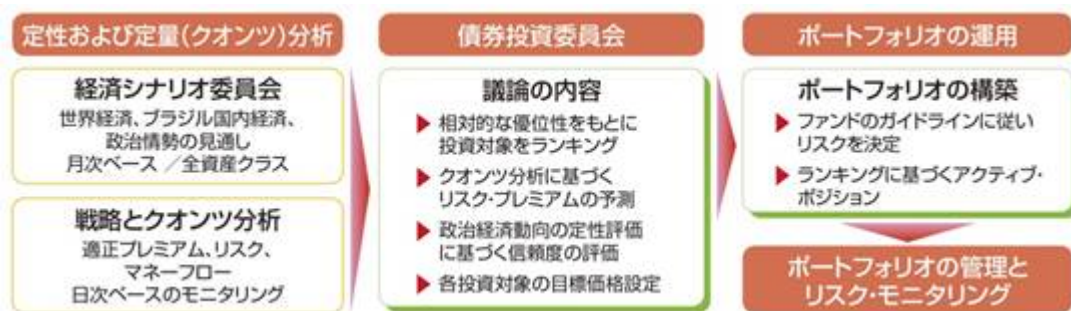 定性および定量(クオンツ)分析
経済シナリオ委員会
世界経済、ブラジル国内経済、
政治情勢の見通し
月次ベース ／全資産クラス
戦略とクオンツ分析
適正プレミアム、リスク、
マネーフロー
日次ベースのモニタリング
債券投資委員会
議論の内容
▶ 相対的な優位性をもとに
投資対象をランキング
▶ クオンツ分析に基づく
リスク・プレミアムの予測
▶ 政治経済動向の定性評価
に基づく信頼度の評価
▶ 各投資対象の目標価格設定
ポートフォリオの運用
ポートフォリオの構築
▶ ファンドのガイドラインに従い
リスクを決定
▶ ランキングに基づくアクティブ・
ポジション
ポートフォリオの管理と
リスク・モニタリング